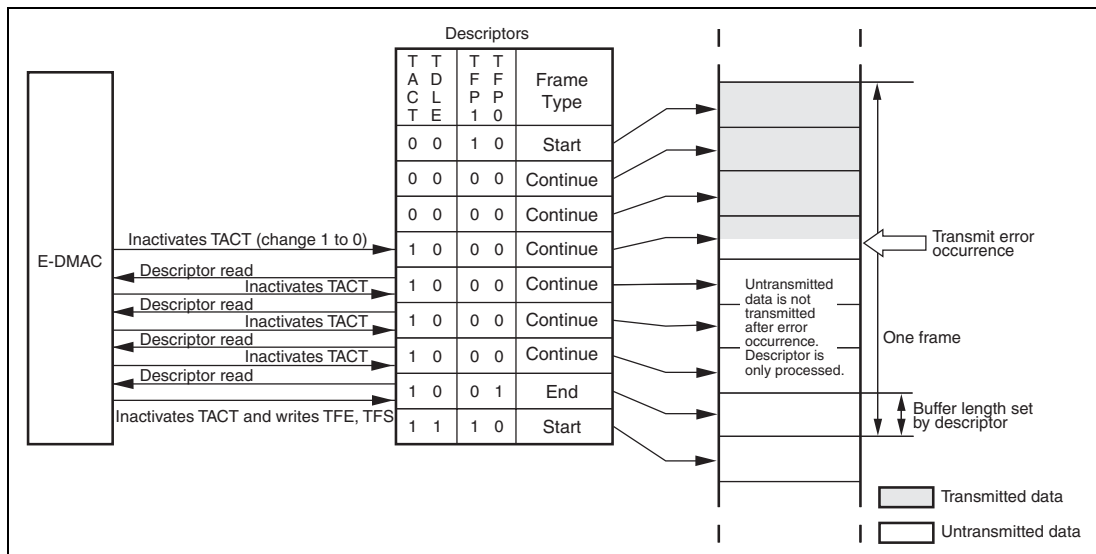 Descriptors
TACT TDLE TFP1 TFP0 Frame Type
0 0 1 0 Start
0 0 0 0 Continue
0 0 0 0 Continue
1 0 0 0 Continue
1 0 0 0 Continue
1 0 0 0 Continue
1 0 0 0 Continue
1 0 0 1 End
1 1 1 0 Start
E-DMAC
Inactivates TACT (change 1 to 0)
Descriptor read
Inactivates TACT
Descriptor read
Inactivates TACT
Descriptor read
Inactivates TACT
Descriptor read
Inactivates TACT and writes TFE, TFS
Transmit error
occurrence
Untransmitted
data is not
transmitted
after error
occurrence.
Descriptor is
only processed.
One frame
Buffer length set
by descriptor
Transmitted data
Untransmitted data